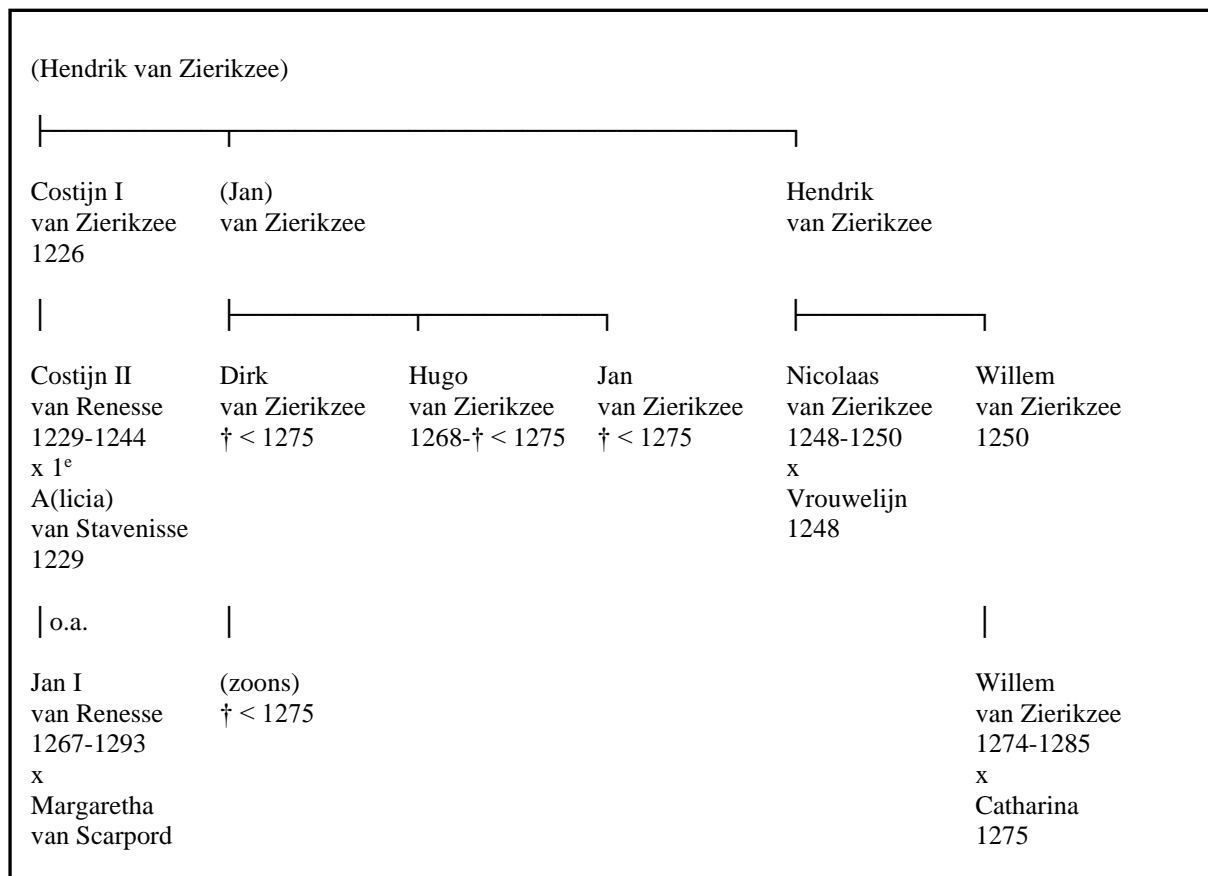 (Hendrik van Zierikzee)
Costijn I (Jan) Hendrik
van Zierikzee van Zierikzee van Zierikzee
1226
Costijn II Dirk Hugo Jan Nicolaas Willem
van Renesse van Zierikzee van Zierikzee van Zierikzee van Zierikzee van Zierikzee
1229-1244 † < 1275 1268-† < 1275 † < 1275 1248-1250 1250
x 1e x
A(licia) Vrouwelijn
van Stavenisse 1248
1229
o.a.
Jan I (zoons) Willem
van Renesse † < 1275 van Zierikzee
1267-1293 1274-1285
x x
Margaretha Catharina
van Scarpord 1275